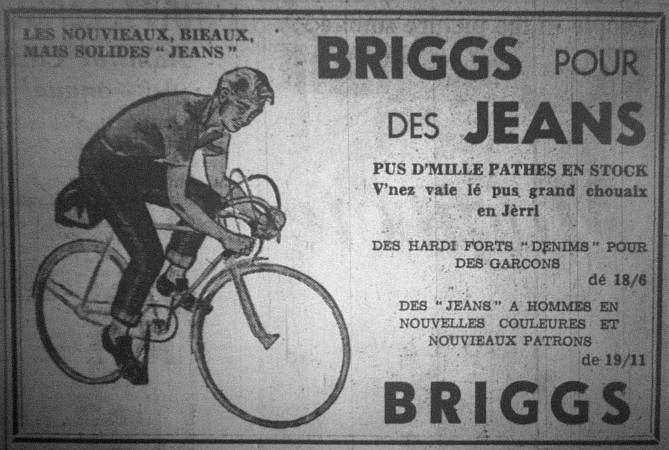 LES NOUVIEAUX, BIEAUX,
MAIS SOLIDES "JEANS"
BRIGGS POUR
DES JEANS
PUS D'MILLE PATHES EN STOCK
V'nez vaie lé pus grand chouaix
en Jèrri
DES HARDI FORTS "DENIMS" POUR
DES GARCONS
dé 18/6
DES "JEANS" A HOMMES EN
NOUVELLES COULEURES ET
NOUVIEAUX PATRONS
de 19/11
BRIGGS